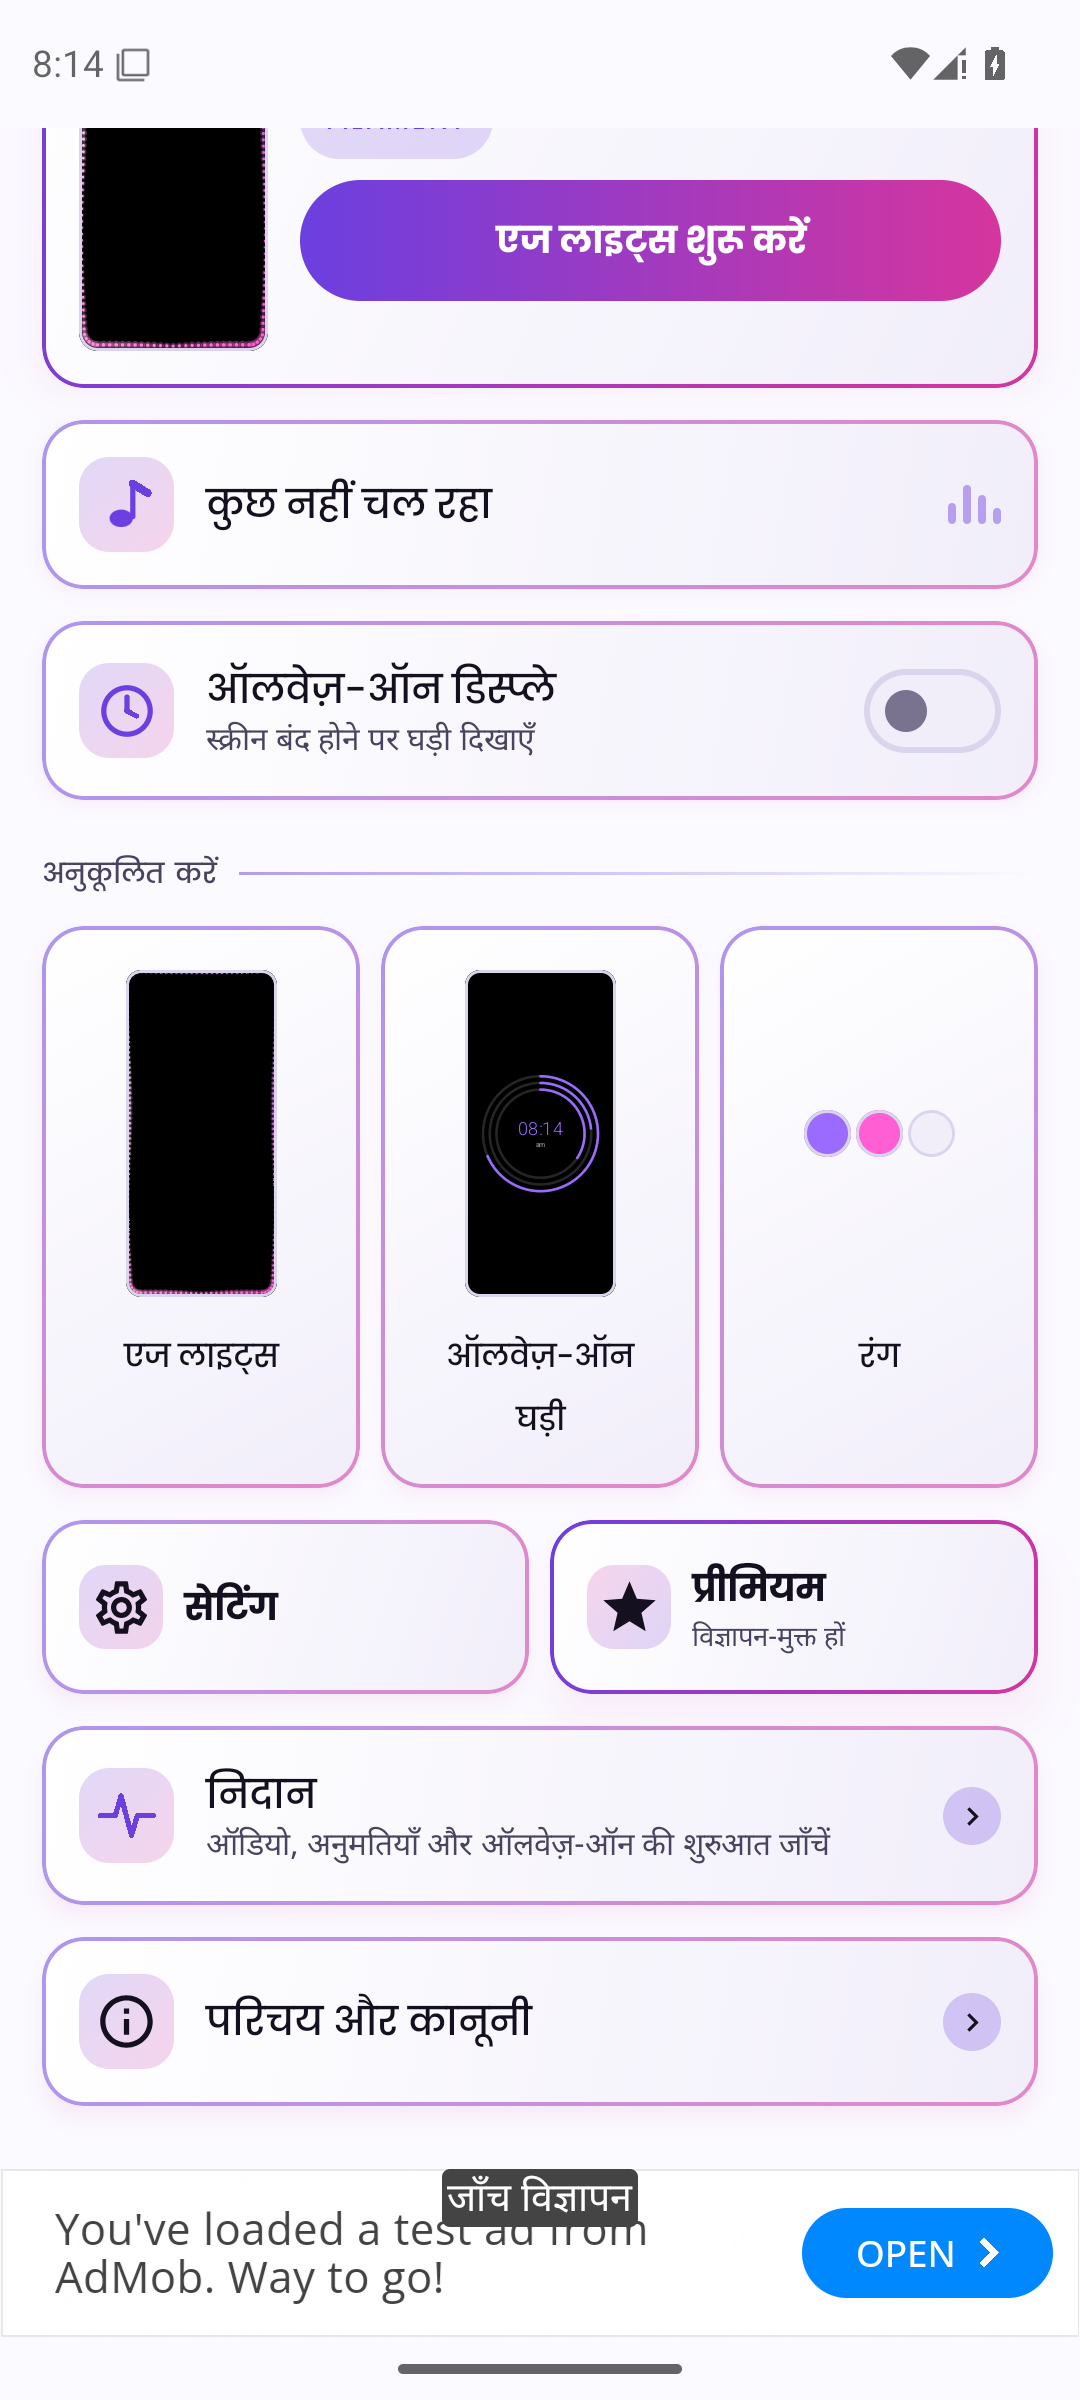 8:14
एज लाइट्स शुरू करें
कुछ नहीं चल रहा
ऑलवेज़-ऑन डिस्प्ले
स्क्रीन बंद होने पर घड़ी दिखाएँ
अनुकूलित करें
08:14
am
एज लाइट्स
ऑलवेज़-ऑन
घड़ी
रंग
सेटिंग
प्रीमियम
विज्ञापन-मुक्त हों
निदान
ऑडियो, अनुमतियाँ और ऑलवेज़-ऑन की शुरुआत जाँचें
परिचय और कानूनी
जाँच विज्ञापन
You've loaded a test ad from
AdMob. Way to go!
OPEN